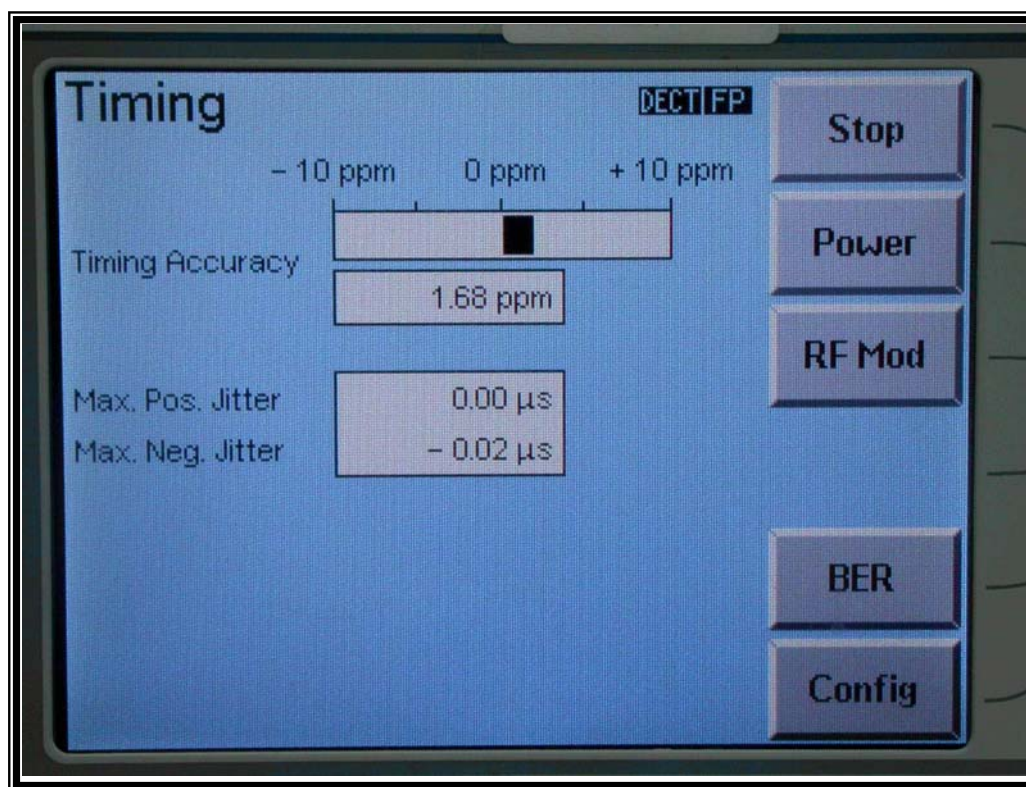 Timing
DECT FP
– 10 ppm 0 ppm + 10 ppm
Timing Accuracy
1.68 ppm
Max. Pos. Jitter 0.00 µs
Max. Neg. Jitter – 0.02 µs
Stop
Power
RF Mod
BER
Config